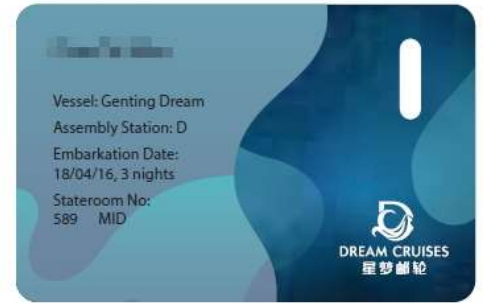 Vessel: Genting Dream
Assembly Station: D
Embarkation Date:
18/04/16, 3 nights
Stateroom No:
589 MID
DREAM CRUISES
星梦邮轮